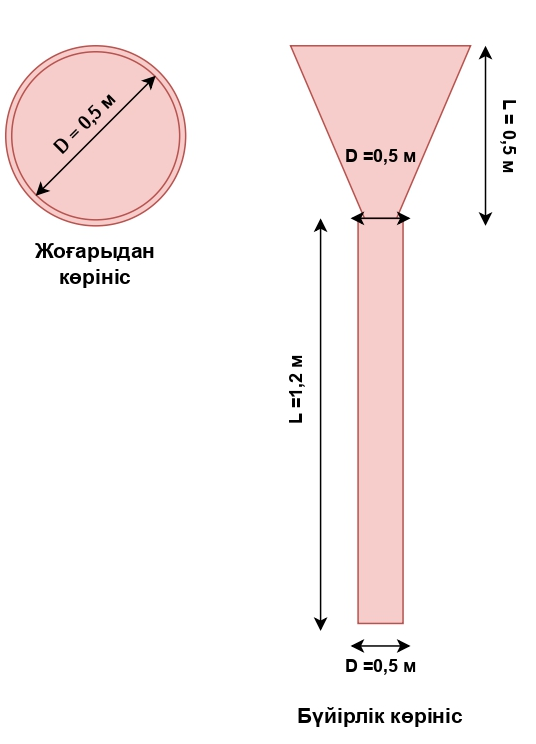 D = 0,5 м
Жоғарыдан
көрініс
D =0,5 м
L = 0,5 м
L =1,2 м
D =0,5 м
Бүйірлік көрініс